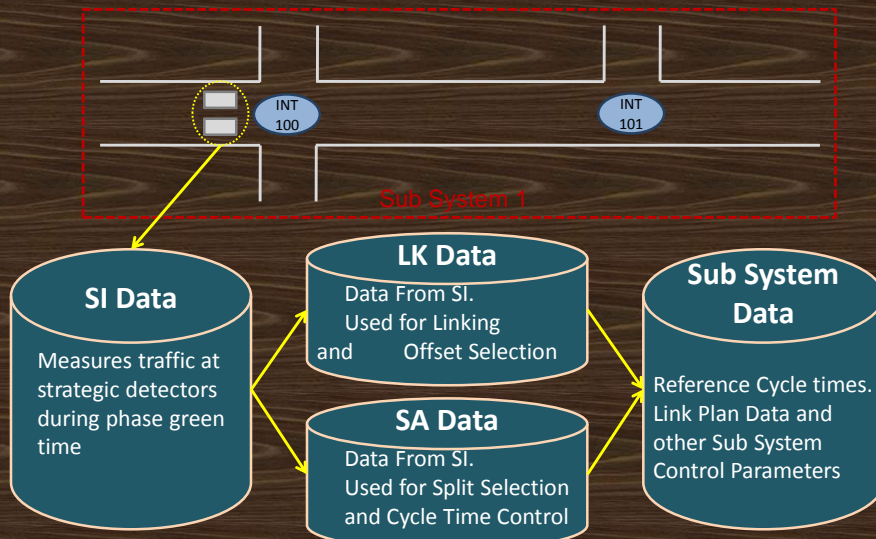 INT
100
INT
101
Sub System 1
SI Data
Measures traffic at
strategic detectors
during phase green
time
LK Data
Data From SI.
Used for Linking
and Offset Selection
SA Data
Data From SI.
Used for Split Selection
and Cycle Time Control
Sub System
Data
Reference Cycle times.
Link Plan Data and
other Sub System
Control Parameters